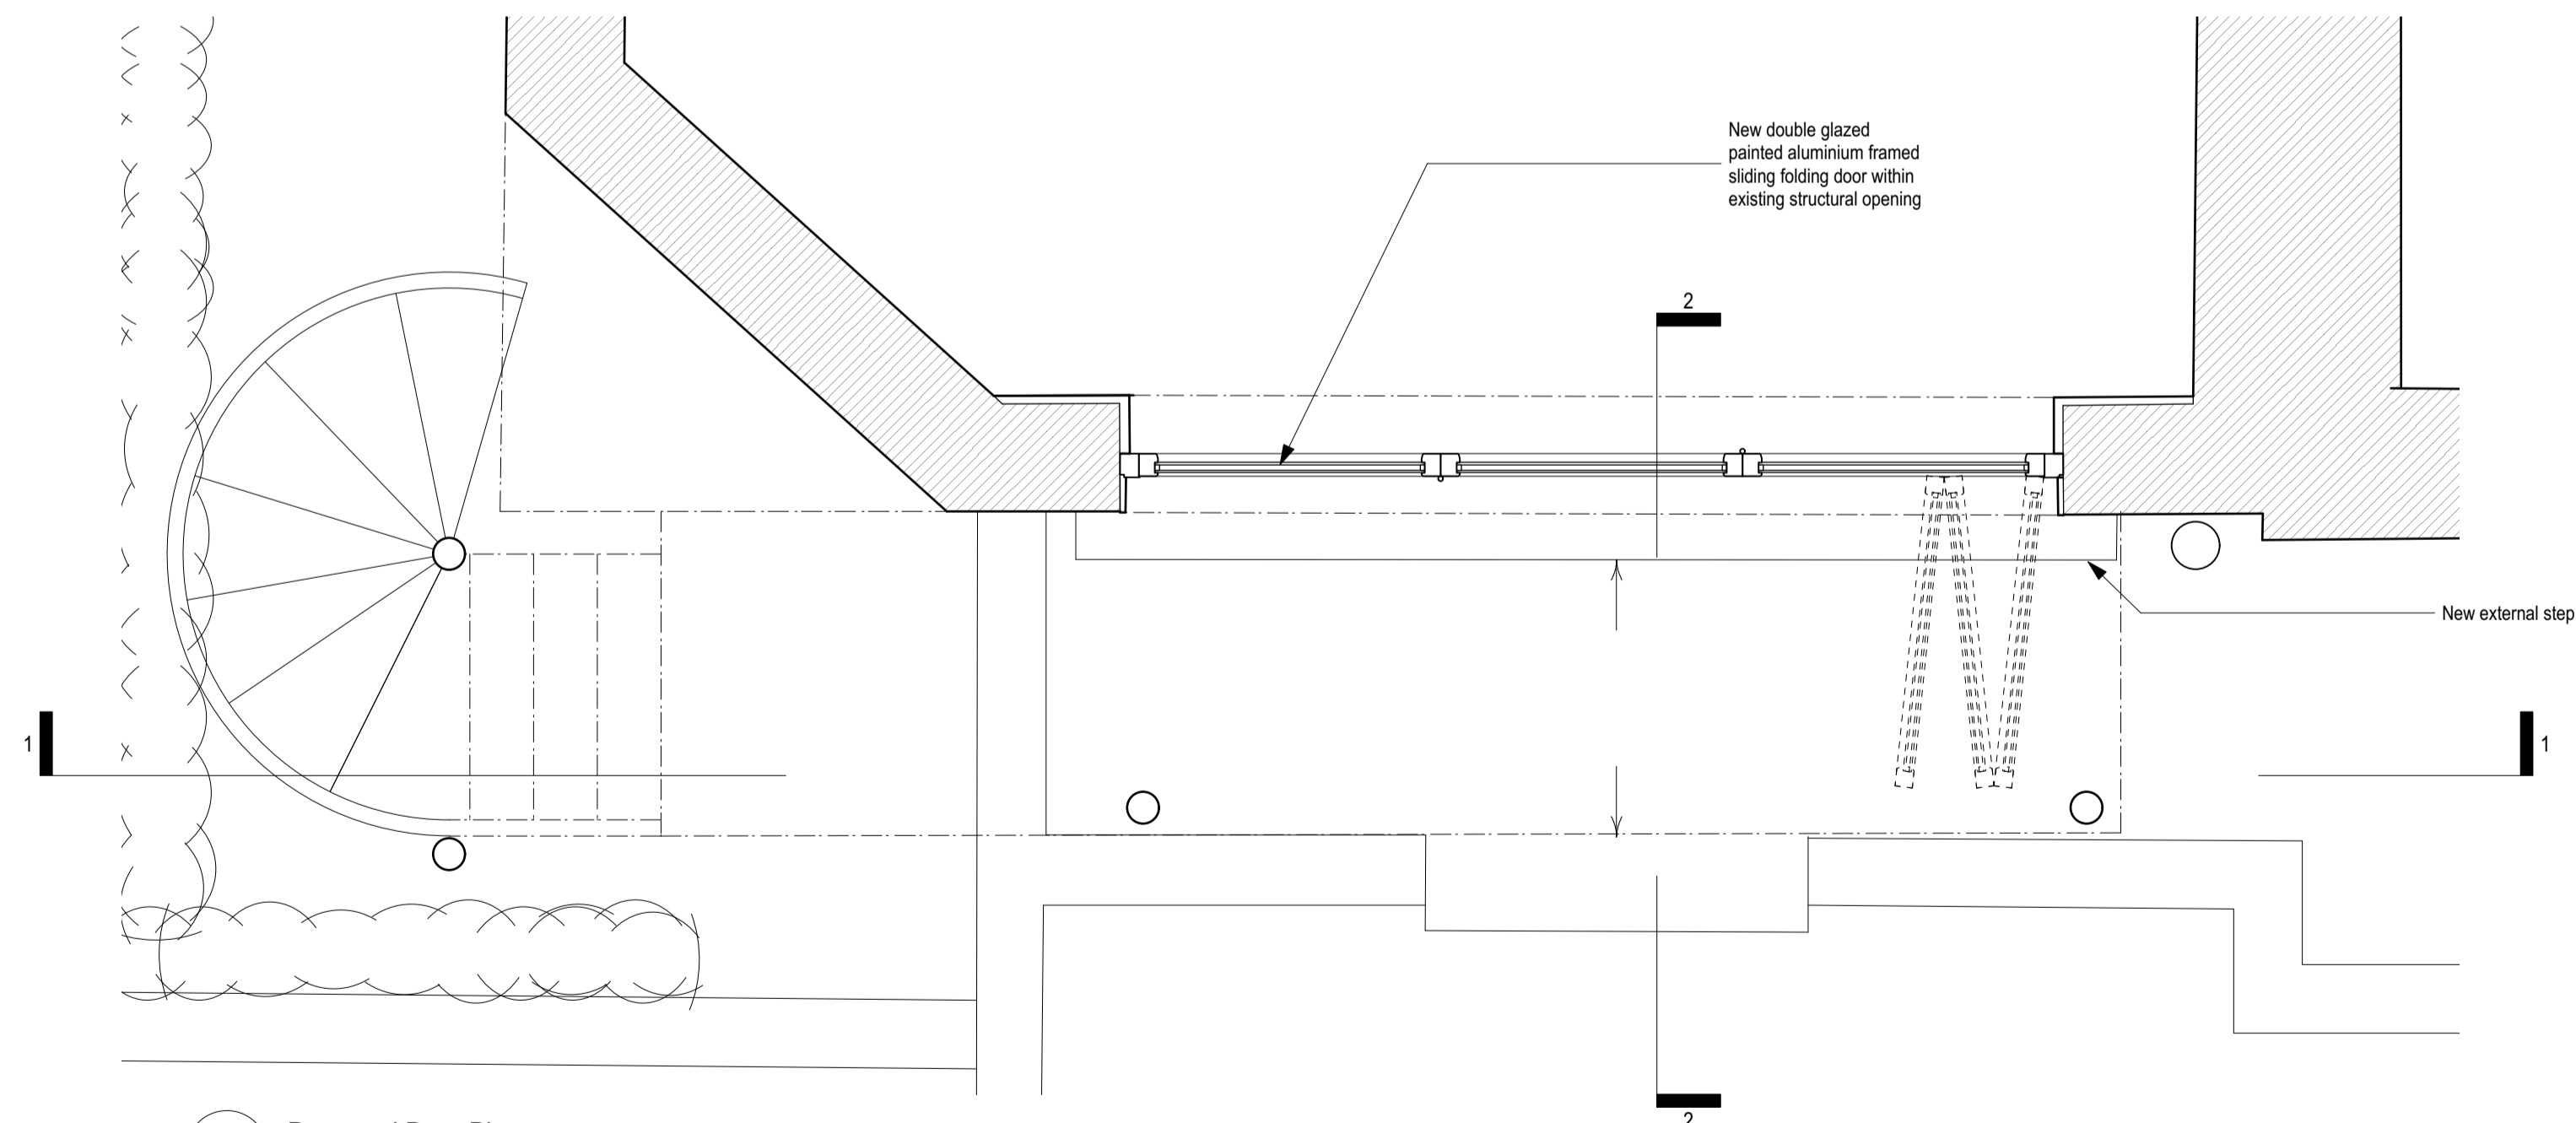 New double glazed
painted aluminium framed
sliding folding door within
existing structural opening
2
New external step
1
1
2